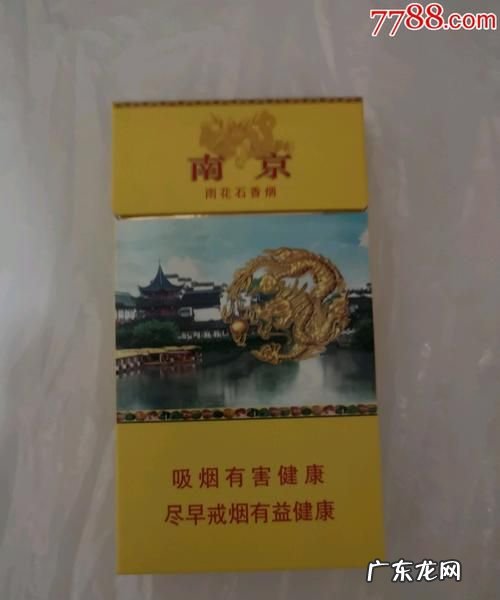 7788.com
南京
雨花石香烟
吸烟有害健康
尽早戒烟有益健康
广东龙网